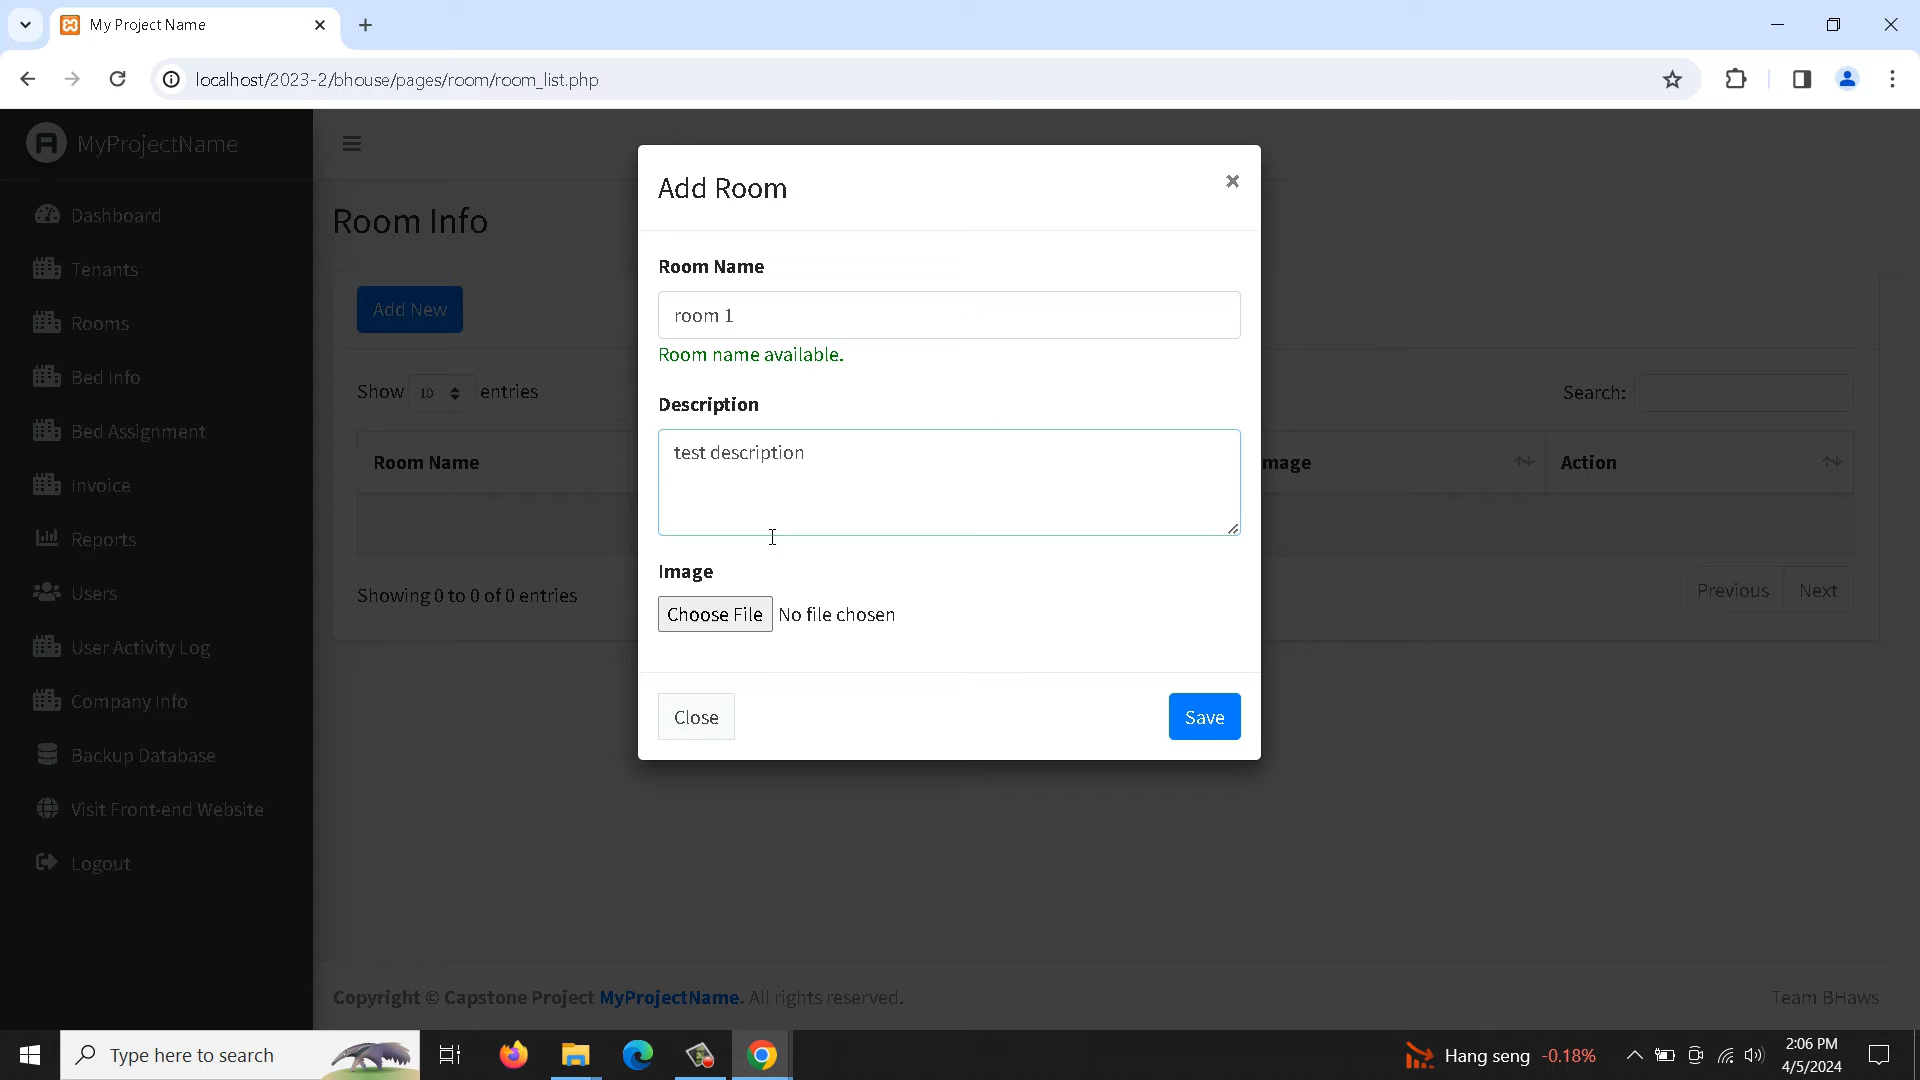 My Project Name
localhost/2023-2/bhouse/pages/room/room_list.php
MyProjectName
Dashboard
Tenants
Rooms
Bed Info
Bed Assignment
Invoice
Reports
Users
User Activity Log
Company Info
Backup Database
Visit Front-end Website
Logout
Room Info
Add New
Show 10 entries
Search:
Room Name
mage
Action
Showing 0 to 0 of 0 entries
Previous
Next
Add Room
×
Room Name
room 1
Room name available.
Description
test description
Image
Choose File No file chosen
Close
Save
Copyright © Capstone Project MyProjectName. All rights reserved.
Team BHaws
Type here to search
Hang seng -0.18%
2:06 PM
4/5/2024